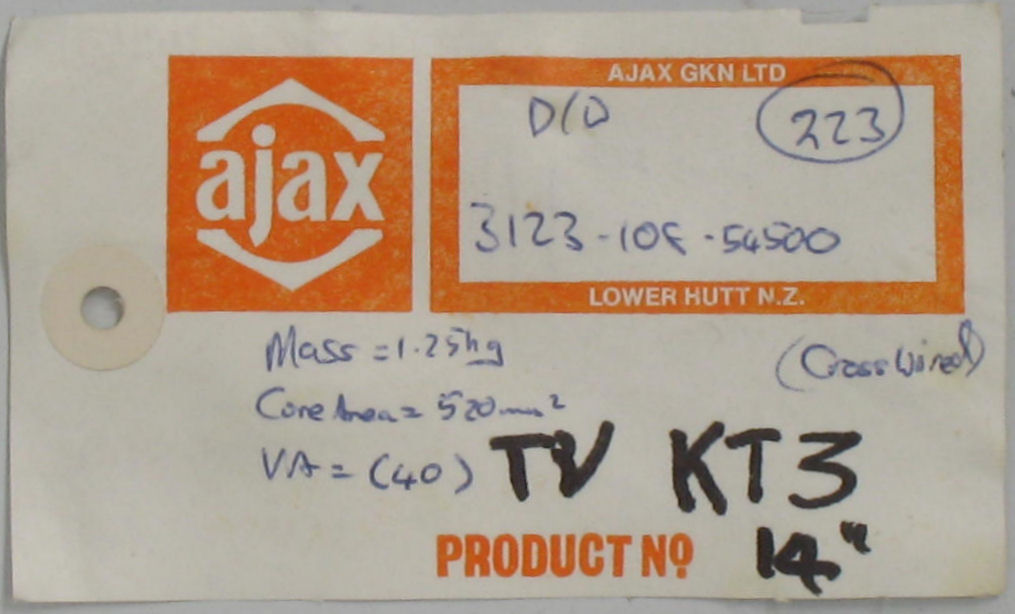 ajax
AJAX GKN LTD
D/O 223
3123-108-54500
LOWER HUTT N.Z.
Mass = 1.25kg
(Cross Wired)
Core Area = 520mm²
VA = (40)
TV KT3
14"
PRODUCT Nº